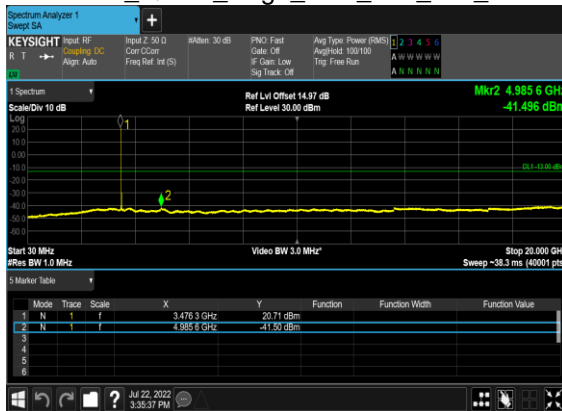 Spectrum Analyzer 1
Swept SA
KEYSIGHT Input: RF Input Z: 50 Ω #Atten: 30 dB PNO: Fast Avg Type: Power (RMS) 1 2 3 4 5 6
R T Coupling: DC Corr CCorr Gate: Off Avg|Hold: 100/100 A W W W W W
Align: Auto Freq Ref: Int (S) IF Gain: Low Trig: Free Run
Sig Track: Off A N N N N N
1 Spectrum Ref Lvl Offset 14.97 dB Mkr2 4.985 6 GHz
Scale/Div 10 dB Ref Level 30.00 dBm -41.496 dBm
Log
20.0
10.0
0.00
-10.0
DL1 -13.00 dBm
-20.0
-30.0
-40.0
-50.0
-60.0
1
2
Start 30 MHz Video BW 3.0 MHz* Stop 20.000 GHz
#Res BW 1.0 MHz Sweep ~38.3 ms (40001 pts)
5 Marker Table
Mode Trace Scale X Y Function Function Width Function Value
1 N 1 f 3.476 3 GHz 20.71 dBm
2 N 1 f 4.985 6 GHz -41.50 dBm
3
4
5
6
? Jul 22, 2022
3:35:37 PM